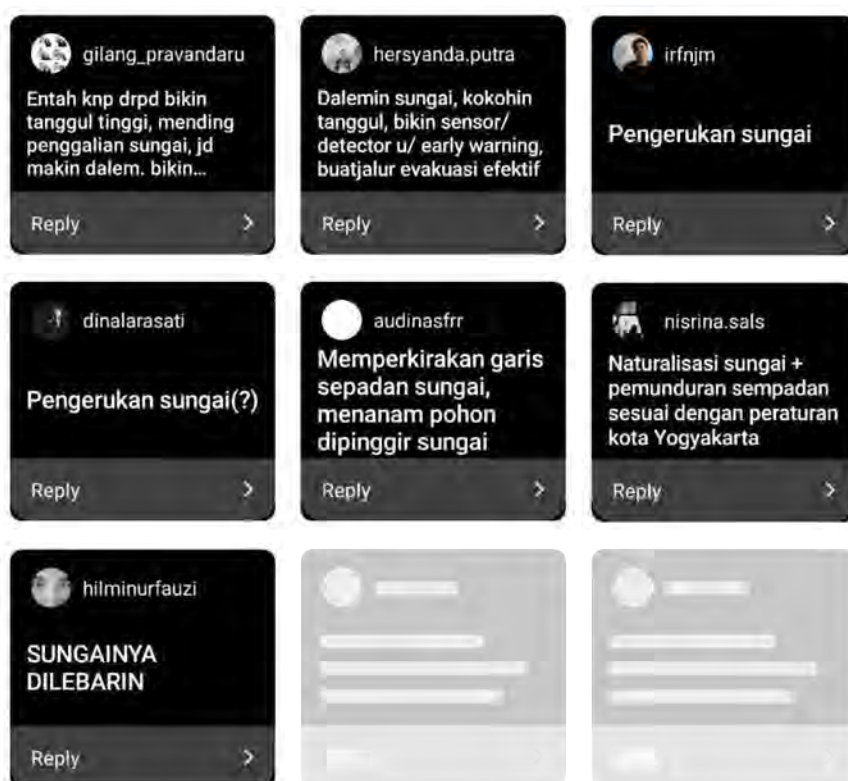 gilang_pravandaru
Entah knp drpd bikin
tanggul tinggi, mending
penggalian sungai, jd
makin dalem. bikin...
Reply
hersyanda.putra
Dalemin sungai, kokohin
tanggul, bikin sensor/
detector u/ early warning,
buatjalur evakuasi efektif
Reply
irfnjm
Pengerukan sungai
Reply
dinalarasati
Pengerukan sungai(?)
Reply
audinasfrr
Memperkirakan garis
sepadan sungai,
menanam pohon
dipinggir sungai
Reply
nisrina.sals
Naturalisasi sungai +
pemunduran sempadan
sesuai dengan peraturan
kota Yogyakarta
Reply
hilminurfauzi
SUNGAINYA
DILEBARIN
Reply